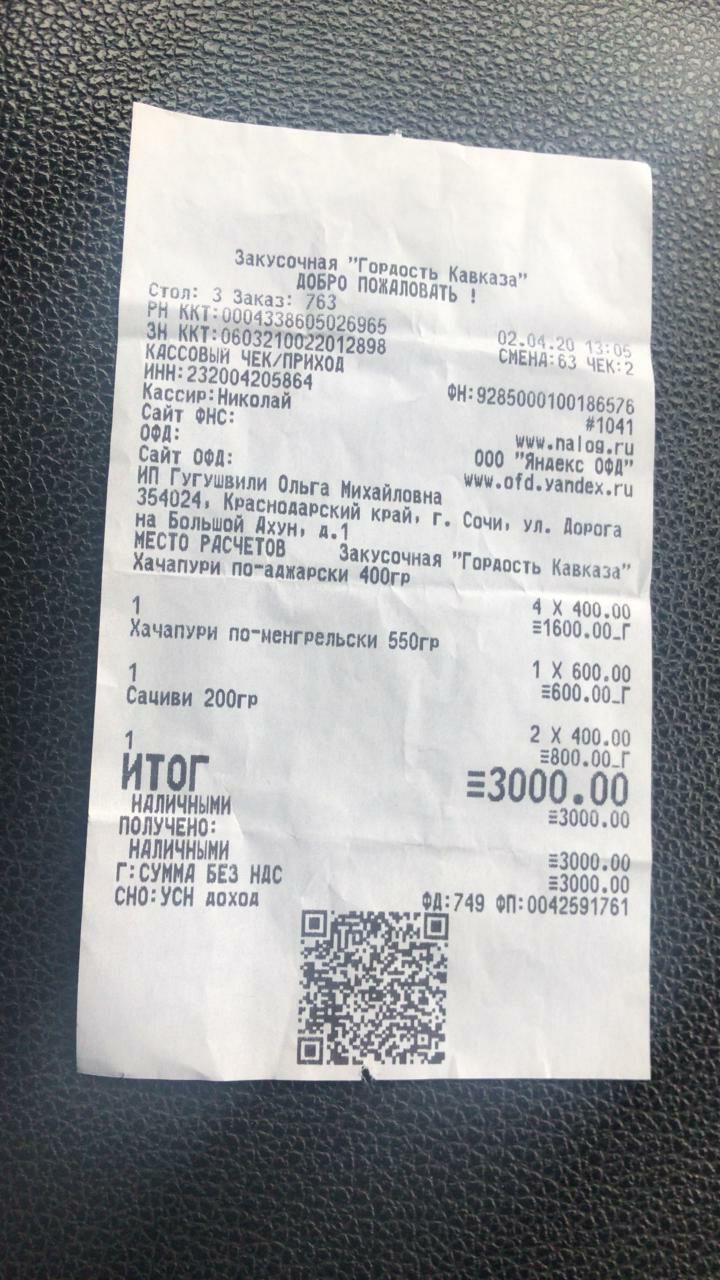 Закусочная "Гордость Кавказа"
ДОБРО ПОЖАЛОВАТЬ !
Стол: 3 Заказ: 763
РН ККТ:0004338605026965 02.04.20 13:05
ЗН ККТ:0603210022012898 СМЕНА:63 ЧЕК:2
КАССОВЫЙ ЧЕК/ПРИХОД
ИНН:232004205864 ФН:9285000100186576
Кассир:Николай #1041
Сайт ФНС: www.nalog.ru
ОФД: ООО "Яндекс ОФД"
Сайт ОФД: www.ofd.yandex.ru
ИП Гугушвили Ольга Михайловна
354024, Краснодарский край, г. Сочи, ул. Дорога
на Большой Ахун, д.1
МЕСТО РАСЧЕТОВ Закусочная "Гордость Кавказа"
Хачапури по-аджарски 400гр
1 4 X 400.00
≡1600.00_Г
Хачапури по-менгрельски 550гр
1 1 X 600.00
≡600.00_Г
Сациви 200гр
1 2 X 400.00
≡800.00_Г
ИТОГ ≡3000.00
НАЛИЧНЫМИ ≡3000.00
ПОЛУЧЕНО:
НАЛИЧНЫМИ ≡3000.00
Г:СУММА БЕЗ НДС ≡3000.00
СНО:УСН доход ФД:749 ФП:0042591761